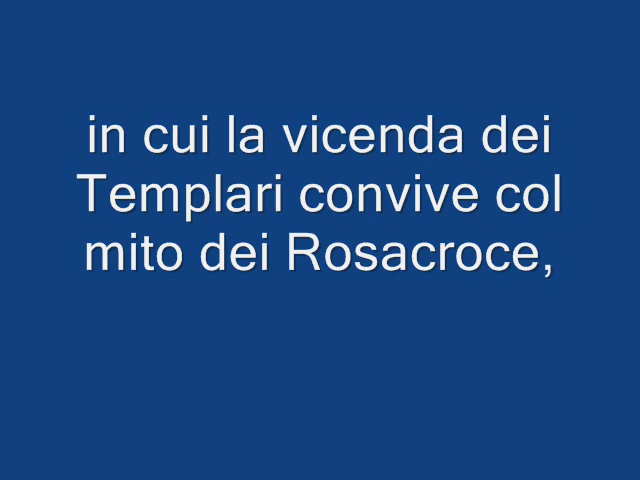 in cui la vicenda dei
Templari convive col
mito dei Rosacroce,